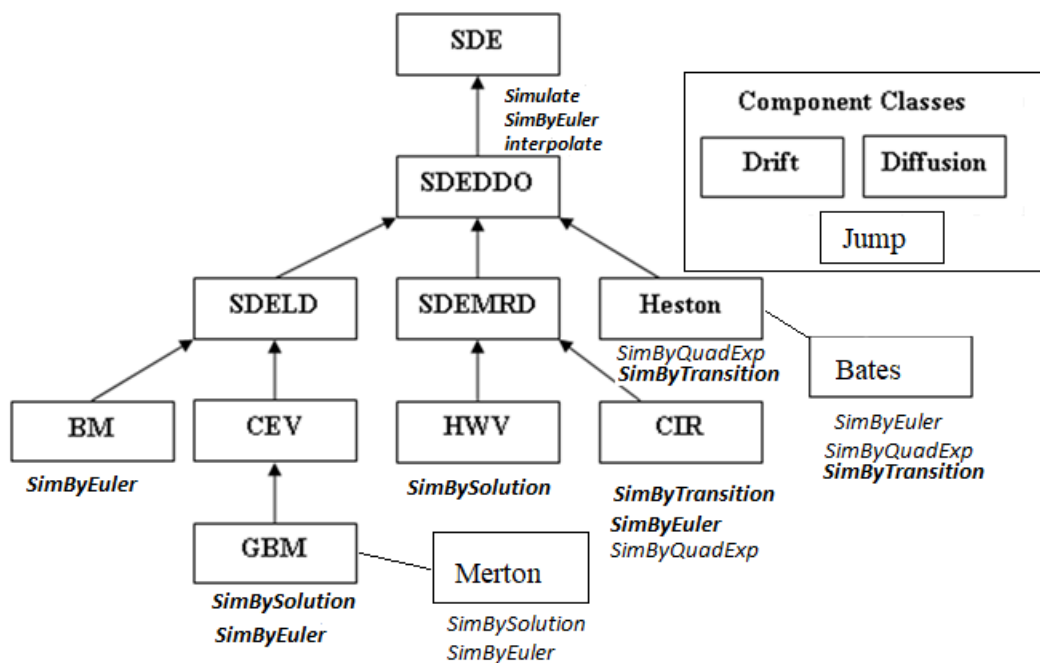 SDE
Simulate
SimByEuler
interpolate
Component Classes
Drift
Diffusion
Jump
SDEDDO
SDELD
SDEMRD
Heston
SimByQuadExp
SimByTransition
Bates
SimByEuler
SimByQuadExp
SimByTransition
BM
SimByEuler
CEV
HWV
SimBySolution
CIR
SimByTransition
SimByEuler
SimByQuadExp
GBM
SimBySolution
SimByEuler
Merton
SimBySolution
SimByEuler